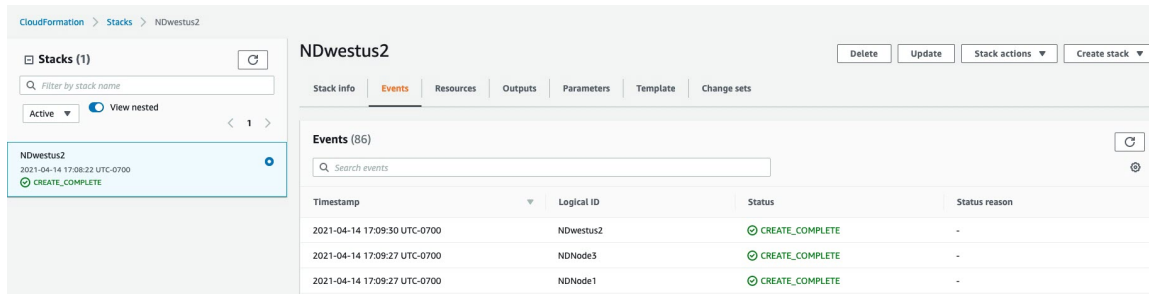 CloudFormation > Stacks > NDwestus2
Stacks (1)
Filter by stack name
Active
View nested
1
NDwestus2
2021-04-14 17:08:22 UTC-0700
CREATE_COMPLETE
NDwestus2
Delete Update Stack actions Create stack
Stack info Events Resources Outputs Parameters Template Change sets
Events (86)
Search events
Timestamp Logical ID Status Status reason
2021-04-14 17:09:30 UTC-0700 NDwestus2 CREATE_COMPLETE -
2021-04-14 17:09:27 UTC-0700 NDNode3 CREATE_COMPLETE -
2021-04-14 17:09:27 UTC-0700 NDNode1 CREATE_COMPLETE -